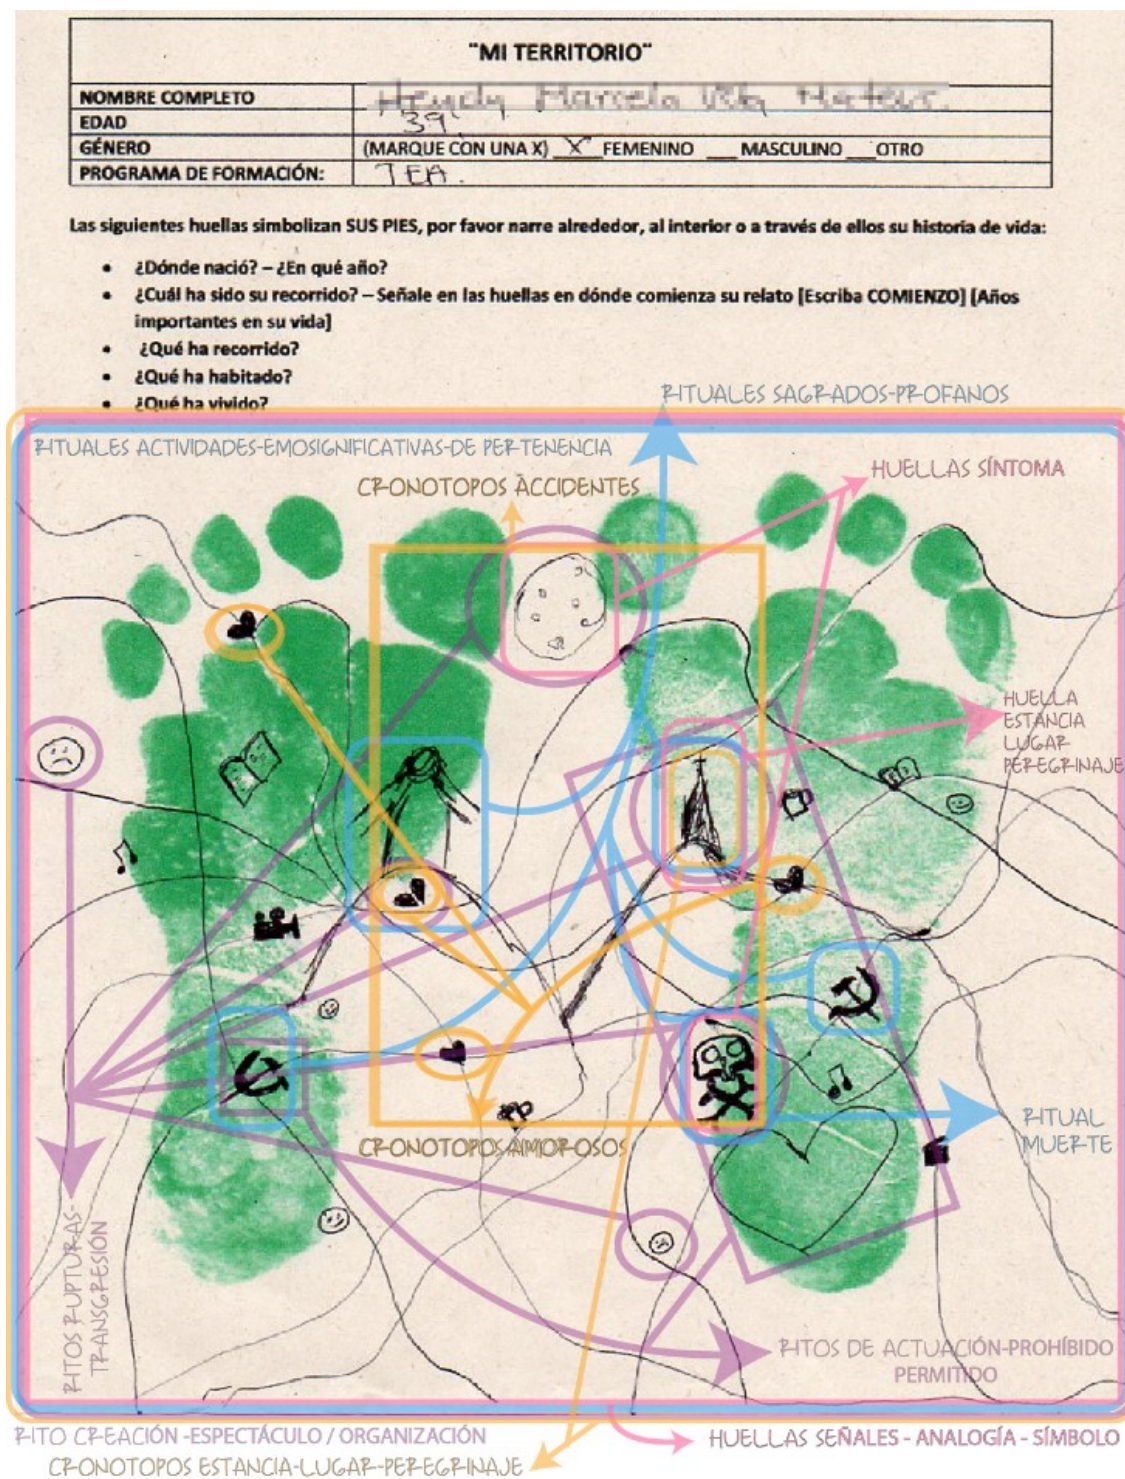 "MI TERRITORIO"
NOMBRE COMPLETO
EDAD 39
GÉNERO (MARQUE CON UNA X) X FEMENINO ___ MASCULINO ___ OTRO
PROGRAMA DE FORMACIÓN: TEA.
Las siguientes huellas simbolizan SUS PIES, por favor narre alrededor, al interior o a través de ellos su historia de vida:
• ¿Dónde nació? – ¿En qué año?
• ¿Cuál ha sido su recorrido? – Señale en las huellas en dónde comienza su relato [Escriba COMIENZO] [Años
importantes en su vida]
• ¿Qué ha recorrido?
• ¿Qué ha habitado?
• ¿Qué ha vivido?
RITUALES SAGRADOS-PROFANOS
RITUALES ACTIVIDADES-EMOSIGNIFICATIVAS-DE PERTENENCIA
HUELLAS SÍNTOMA
CRONOTOPOS ACCIDENTES
HUELLA
ESTANCIA
LUGAR
PEREGRINAJE
RITUAL
MUERTE
CRONOTOPOS AMOROSOS
RITOS RUPTURAS-
TRANSGRESIÓN
RITOS DE ACTUACIÓN-PROHÍBIDO
PERMITIDO
RITO CREACIÓN -ESPECTÁCULO / ORGANIZACIÓN
HUELLAS SEÑALES - ANALOGÍA - SÍMBOLO
CRONOTOPOS ESTANCIA-LUGAR-PEREGRINAJE